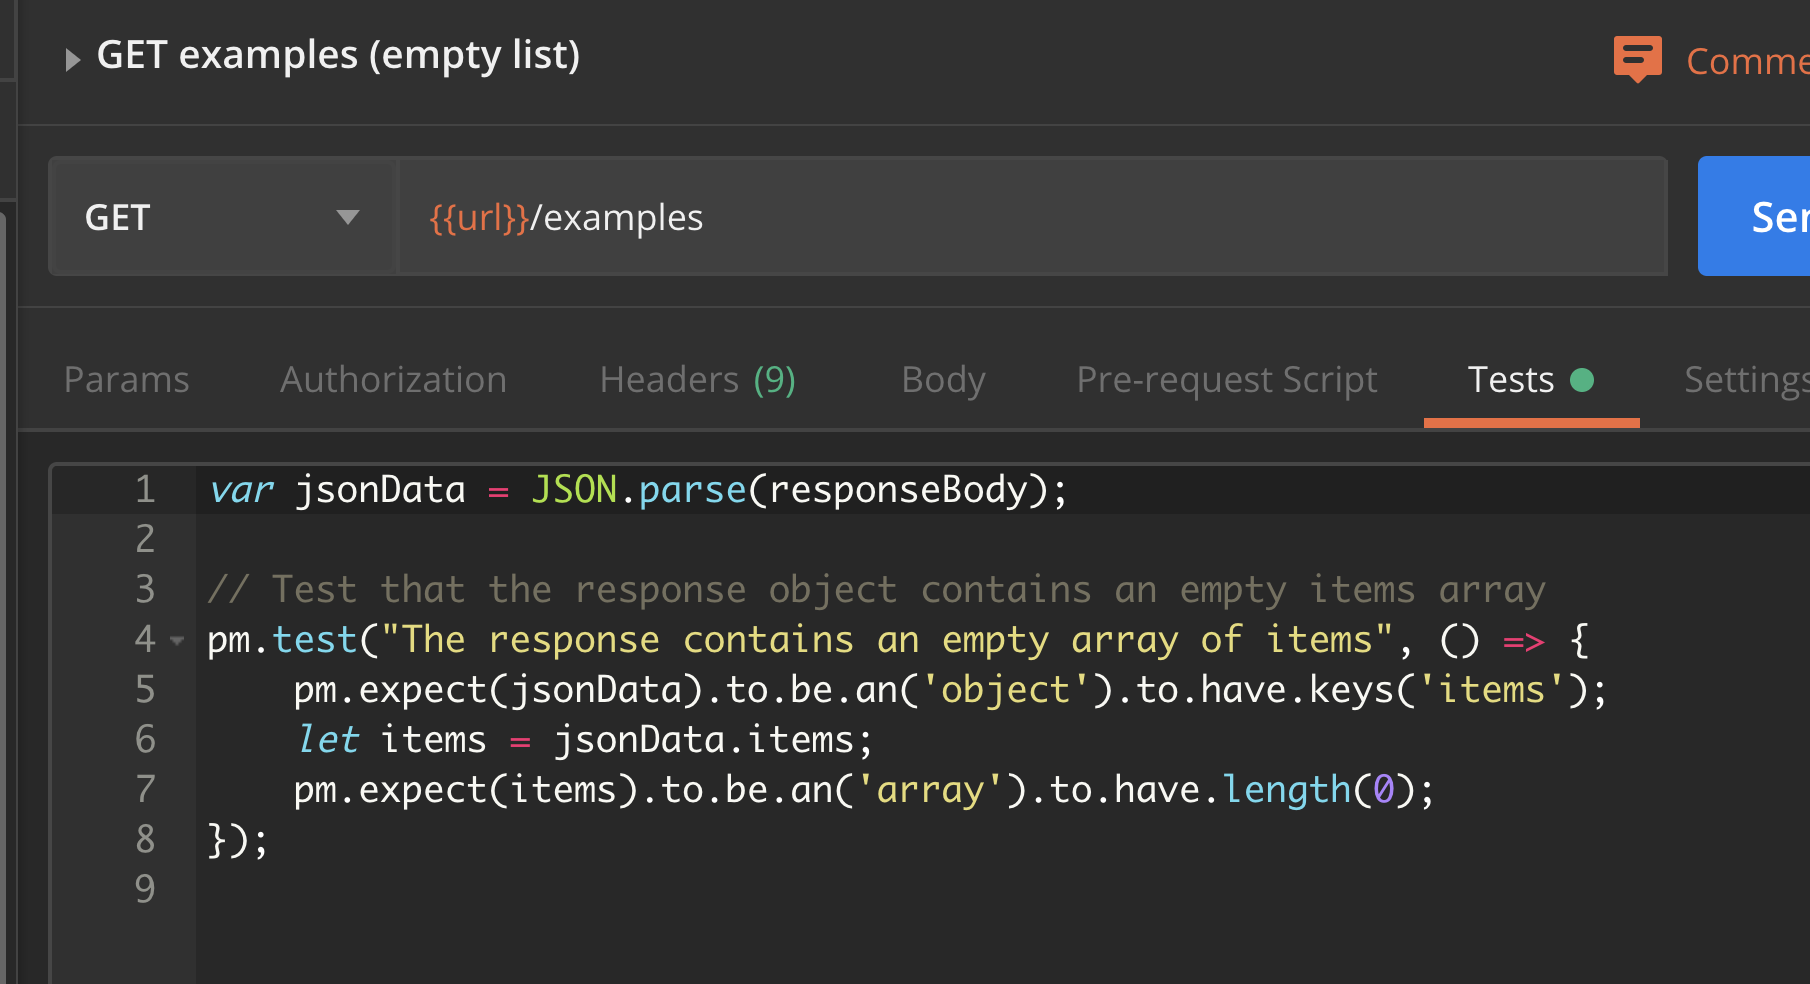 GET examples (empty list)
Comme
GET
{{url}}/examples
Ser
Params
Authorization
Headers (9)
Body
Pre-request Script
Tests
Settings
1 var jsonData = JSON.parse(responseBody);
2
3 // Test that the response object contains an empty items array
4 pm.test("The response contains an empty array of items", () => {
5 pm.expect(jsonData).to.be.an('object').to.have.keys('items');
6 let items = jsonData.items;
7 pm.expect(items).to.be.an('array').to.have.length(0);
8 });
9